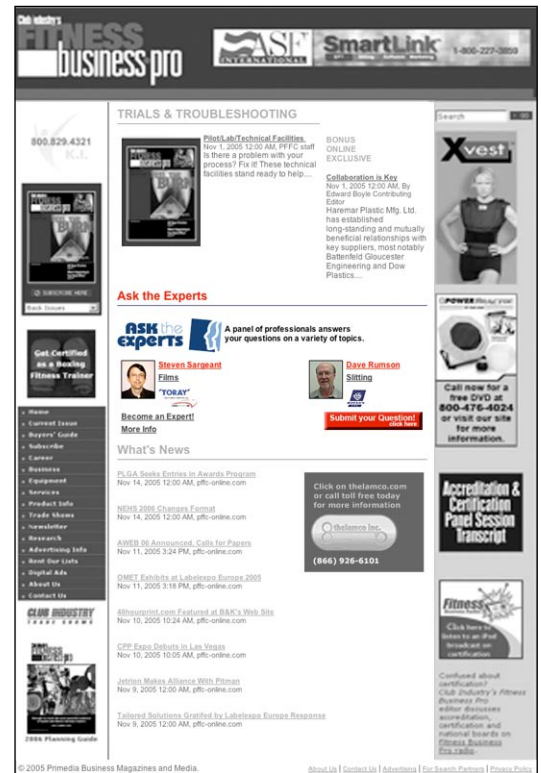 Club Industry's
FITNESS
business pro
ASF
INTERNATIONAL
SmartLink
1-800-227-3859
800.829.4321
K.I.
FITNESS
business pro
SUBSCRIBE HERE
Back Issues
Get Certified
as a Boxing
Fitness Trainer
Home
Current Issue
Buyers' Guide
Subscribe
Career
Business
Equipment
Services
Product Info
Trade Shows
Newsletter
Research
Advertising Info
Rent Our Lists
Digital Ads
About Us
Contact Us
CLUB INDUSTRY
TRADE SHOWS
2006 Planning Guide
TRIALS & TROUBLESHOOTING
Pilot/Lab/Technical Facilities
Nov 1, 2005 12:00 AM, PFFC staff
Is there a problem with your
process? Fix it! These technical
facilities stand ready to help....
BONUS
ONLINE
EXCLUSIVE
Collaboration is Key
Nov 1, 2005 12:00 AM, By
Edward Boyle Contributing
Editor
Haremar Plastic Mfg. Ltd.
has established
long-standing and mutually
beneficial relationships with
key suppliers, most notably
Battenfeld Gloucester
Engineering and Dow
Plastics....
Ask the Experts
ASK the
experts
A panel of professionals answers
your questions on a variety of topics.
Steven Sargeant
Films
"TORAY"
Dave Rumson
Slitting
Become an Expert!
More Info
Submit your Question!
click here
What's News
PLGA Seeks Entries in Awards Program
Nov 14, 2005 12:00 AM, pffc-online.com
NEHS 2006 Changes Format
Nov 14, 2005 12:00 AM, pffc-online.com
AWEB 06 Announced, Calls for Papers
Nov 11, 2005 3:24 PM, pffc-online.com
OMET Exhibits at Labelexpo Europe 2005
Nov 11, 2005 3:18 PM, pffc-online.com
48hourprint.com Featured at B&K's Web Site
Nov 10, 2005 10:24 AM, pffc-online.com
CPP Expo Debuts in Las Vegas
Nov 10, 2005 10:05 AM, pffc-online.com
Jetrion Makes Alliance With Pitman
Nov 9, 2005 12:00 AM, pffc-online.com
Tailored Solutions Gratifed by Labelexpo Europe Response
Nov 9, 2005 12:00 AM, pffc-online.com
Click on thelamco.com
or call toll free today
for more information
thelamco inc.
(866) 926-6101
Search
GO
Xvest
POWER REACTOR
Call now for a
free DVD at
800-476-4024
or visit our site
for more
information.
Accreditation &
Certification
Panel Session
Transcript
Fitness
Click here to
listen to an iPod
broadcast on
certification
Confused about
certification?
Club Industry's Fitness
Business Pro
editor discusses
accreditation,
certification and
national boards on
Fitness Business
Pro radio.
© 2005 Primedia Business Magazines and Media.
About Us | Contact Us | Advertising | For Search Partners | Privacy Policy